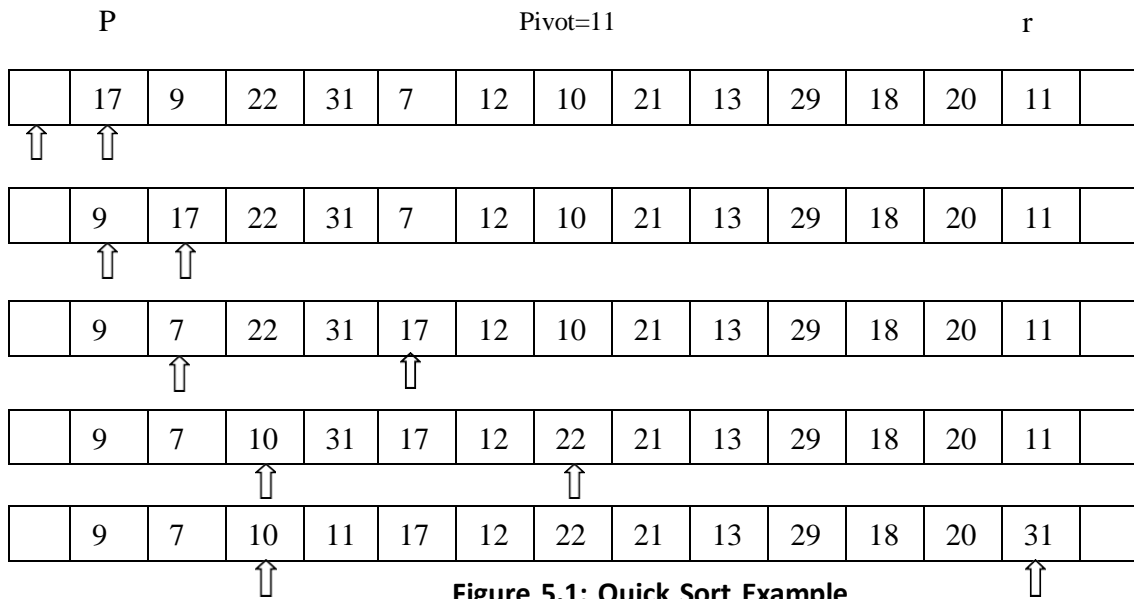 P Pivot=11 r
17 9 22 31 7 12 10 21 13 29 18 20 11
9 17 22 31 7 12 10 21 13 29 18 20 11
9 7 22 31 17 12 10 21 13 29 18 20 11
9 7 10 31 17 12 22 21 13 29 18 20 11
9 7 10 11 17 12 22 21 13 29 18 20 31
Figure 5.1: Quick Sort Example